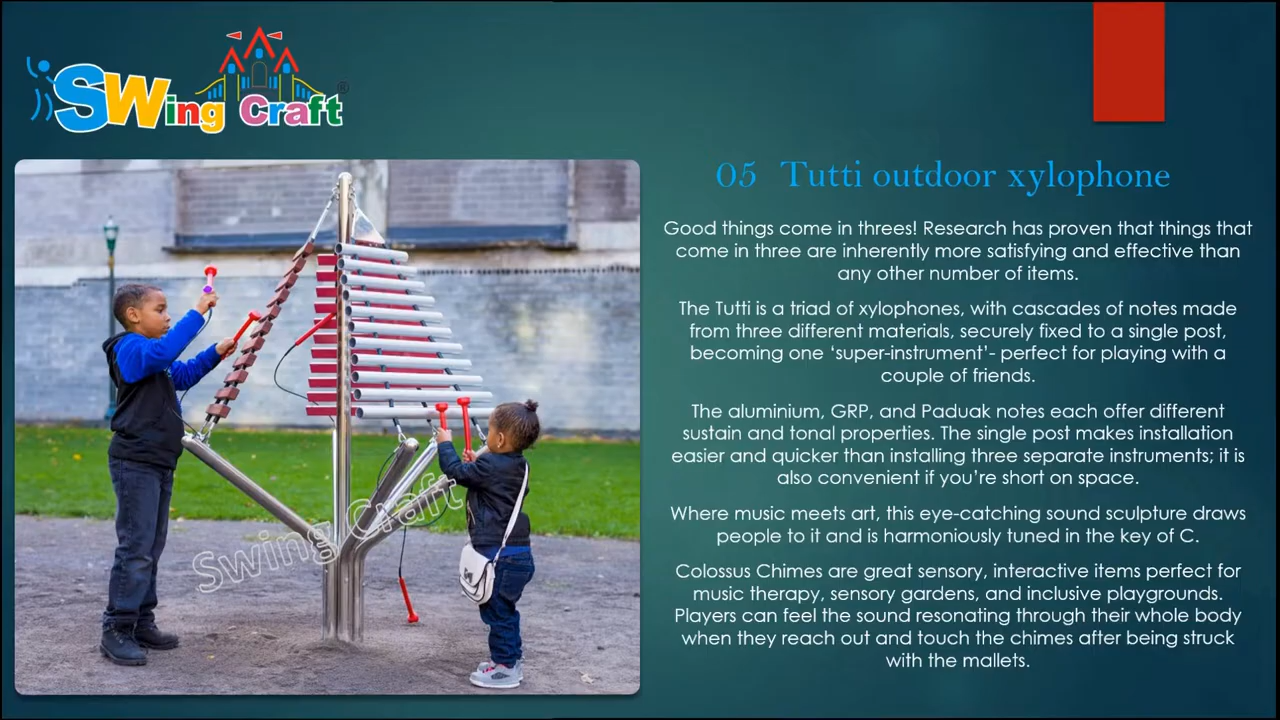 Swing Craft®
05 Tutti outdoor xylophone
Good things come in threes! Research has proven that things that
come in three are inherently more satisfying and effective than
any other number of items.
The Tutti is a triad of xylophones, with cascades of notes made
from three different materials, securely fixed to a single post,
becoming one ‘super-instrument’- perfect for playing with a
couple of friends.
The aluminium, GRP, and Paduak notes each offer different
sustain and tonal properties. The single post makes installation
easier and quicker than installing three separate instruments; it is
also convenient if you’re short on space.
Where music meets art, this eye-catching sound sculpture draws
people to it and is harmoniously tuned in the key of C.
Colossus Chimes are great sensory, interactive items perfect for
music therapy, sensory gardens, and inclusive playgrounds.
Players can feel the sound resonating through their whole body
when they reach out and touch the chimes after being struck
with the mallets.
Swing Craft